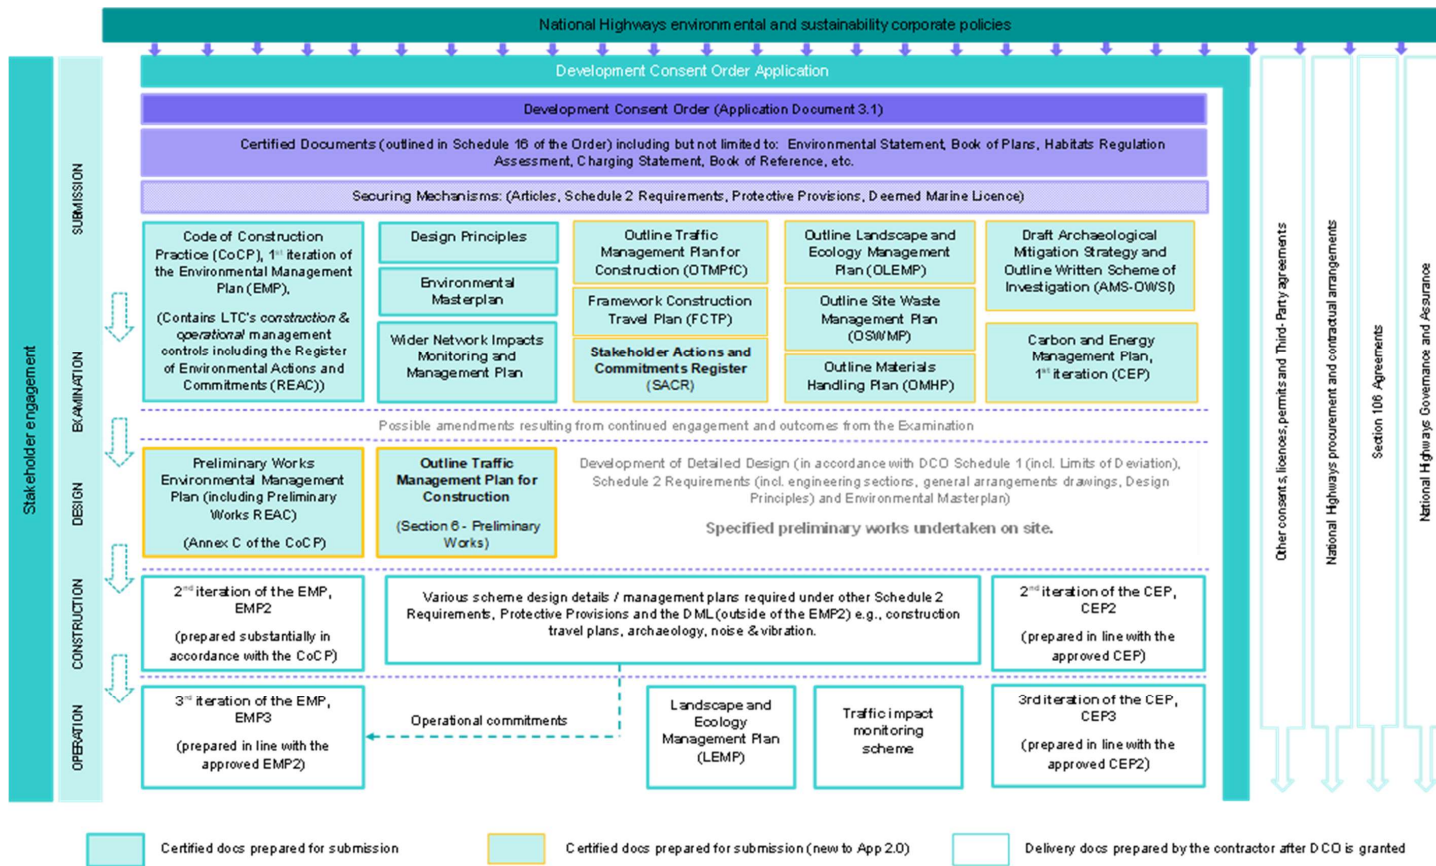 National Highways environmental and sustainability corporate policies
Development Consent Order Application
Development Consent Order (Application Document 3.1)
Certified Documents (outlined in Schedule 16 of the Order) including but not limited to: Environmental Statement, Book of Plans, Habitats Regulation
Assessment, Charging Statement, Book of Reference, etc.
Securing Mechanisms: (Articles, Schedule 2 Requirements, Protective Provisions, Deemed Marine Licence)
Stakeholder engagement
SUBMISSION
EXAMINATION
DESIGN
CONSTRUCTION
OPERATION
Code of Construction
Practice (CoCP), 1st iteration of
the Environmental Management
Plan (EMP),
(Contains LTC's construction &
operational management
controls including the Register
of Environmental Actions and
Commitments (REAC))
Design Principles
Environmental
Masterplan
Wider Network Impacts
Monitoring and
Management Plan
Outline Traffic
Management Plan for
Construction (OTMPfC)
Framework Construction
Travel Plan (FCTP)
Stakeholder Actions and
Commitments Register
(SACR)
Outline Landscape and
Ecology Management
Plan (OLEMP)
Outline Site Waste
Management Plan
(OSWMP)
Outline Materials
Handling Plan (OMHP)
Draft Archaeological
Mitigation Strategy and
Outline Written Scheme of
Investigation (AMS-OWSI)
Carbon and Energy
Management Plan,
1st iteration (CEP)
Possible amendments resulting from continued engagement and outcomes from the Examination
Preliminary Works
Environmental Management
Plan (including Preliminary
Works REAC)
(Annex C of the CoCP)
Outline Traffic
Management Plan for
Construction
(Section 6 - Preliminary
Works)
Development of Detailed Design (in accordance with DCO Schedule 1 (incl. Limits of Deviation),
Schedule 2 Requirements (incl. engineering sections, general arrangements drawings, Design
Principles) and Environmental Masterplan)
Specified preliminary works undertaken on site.
2nd iteration of the EMP,
EMP2
(prepared substantially in
accordance with the CoCP)
Various scheme design details / management plans required under other Schedule 2
Requirements, Protective Provisions and the DML (outside of the EMP2) e.g., construction
travel plans, archaeology, noise & vibration.
2nd iteration of the CEP,
CEP2
(prepared in line with the
approved CEP)
3rd iteration of the EMP,
EMP3
(prepared in line with the
approved EMP2)
Operational commitments
Landscape and
Ecology
Management Plan
(LEMP)
Traffic impact
monitoring
scheme
3rd iteration of the CEP,
CEP3
(prepared in line with the
approved CEP2)
Other consents, licences, permits and Third-Party agreements
National Highways procurement and contractual arrangements
Section 106 Agreements
National Highways Governance and Assurance
Certified docs prepared for submission
Certified docs prepared for submission (new to App 2.0)
Delivery docs prepared by the contractor after DCO is granted